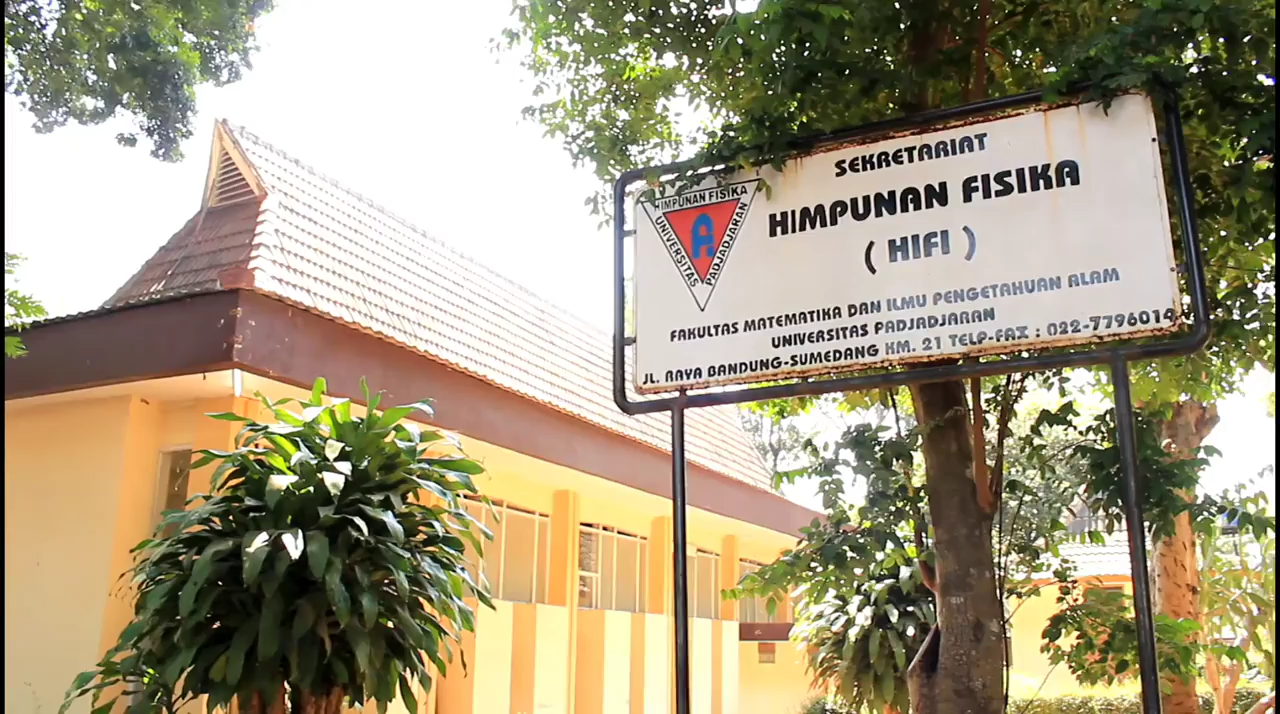 HIMPUNAN FISIKA
UNIVERSITAS
PADJADJARAN
SEKRETARIAT
HIMPUNAN FISIKA
( HIFI )
FAKULTAS MATEMATIKA DAN ILMU PENGETAHUAN ALAM
UNIVERSITAS PADJADJARAN
JL. RAYA BANDUNG-SUMEDANG KM. 21 TELP-FAX : 022-7796014